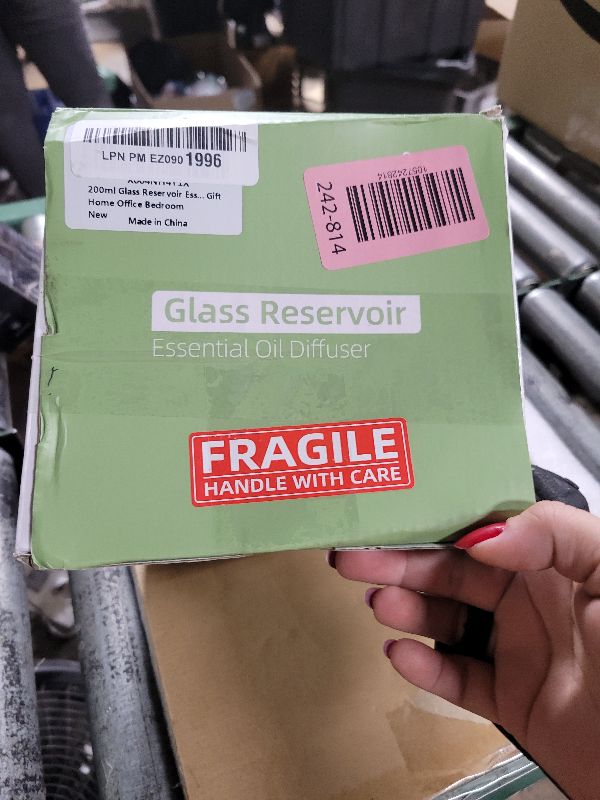 LPN PM EZ090 1996
200ml Glass Reservoir Ess... Gift
Home Office Bedroom
New Made in China
1057242814
242-814
Glass Reservoir
Essential Oil Diffuser
FRAGILE
HANDLE WITH CARE